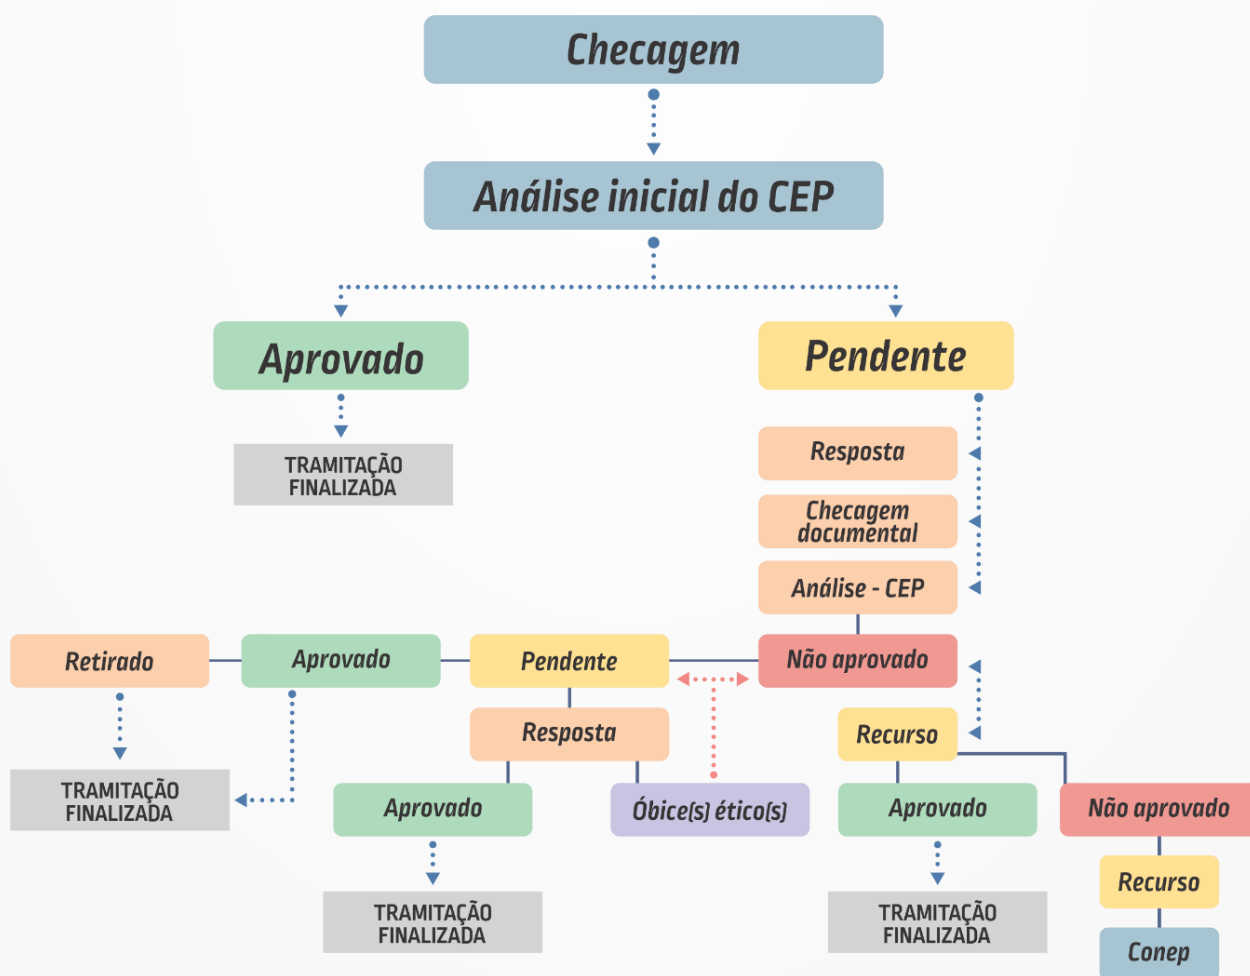 Checagem
Análise inicial do CEP
Aprovado
Pendente
TRAMITAÇÃO
FINALIZADA
Resposta
Checagem
documental
Análise - CEP
Retirado
Aprovado
Pendente
Não aprovado
Resposta
Recurso
TRAMITAÇÃO
FINALIZADA
Aprovado
Óbice(s) ético(s)
Aprovado
Não aprovado
TRAMITAÇÃO
FINALIZADA
TRAMITAÇÃO
FINALIZADA
Recurso
Conep